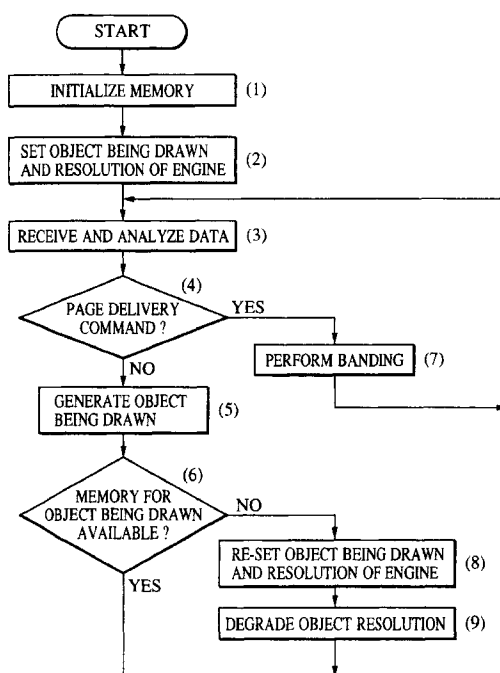 START
INITIALIZE MEMORY (1)
SET OBJECT BEING DRAWN
AND RESOLUTION OF ENGINE (2)
RECEIVE AND ANALYZE DATA (3)
(4)
PAGE DELIVERY
COMMAND ?
YES
NO
PERFORM BANDING (7)
GENERATE OBJECT
BEING DRAWN (5)
(6)
MEMORY FOR
OBJECT BEING DRAWN
AVAILABLE ?
NO
YES
RE-SET OBJECT BEING DRAWN
AND RESOLUTION OF ENGINE (8)
DEGRADE OBJECT RESOLUTION (9)